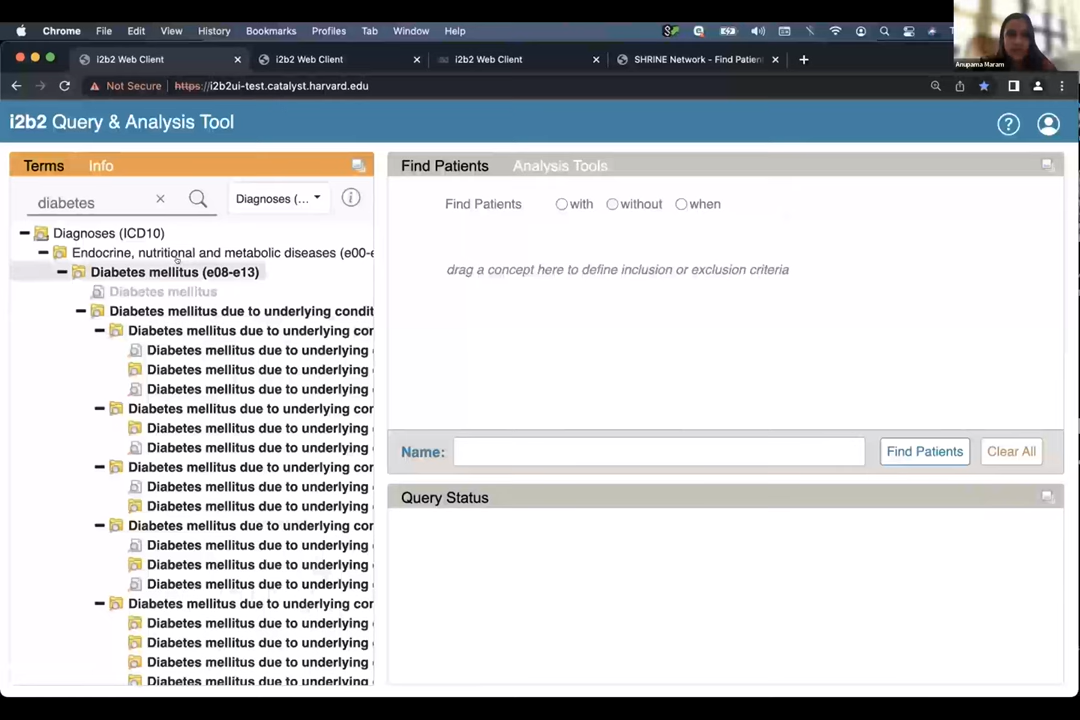 Chrome File Edit View History Bookmarks Profiles Tab Window Help
Anupama Maram
i2b2 Web Client
i2b2 Web Client
i2b2 Web Client
SHRINE Network - Find Patien
Not Secure https://i2b2ui-test.catalyst.harvard.edu
i2b2 Query & Analysis Tool
Terms Info
diabetes
Diagnoses (...
Diagnoses (ICD10)
Endocrine, nutritional and metabolic diseases (e00-e
Diabetes mellitus (e08-e13)
Diabetes mellitus
Diabetes mellitus due to underlying condit
Diabetes mellitus due to underlying cor
Diabetes mellitus due to underlying
Diabetes mellitus due to underlying
Diabetes mellitus due to underlying
Diabetes mellitus due to underlying cor
Diabetes mellitus due to underlying
Diabetes mellitus due to underlying
Diabetes mellitus due to underlying cor
Diabetes mellitus due to underlying
Diabetes mellitus due to underlying
Diabetes mellitus due to underlying cor
Diabetes mellitus due to underlying
Diabetes mellitus due to underlying
Diabetes mellitus due to underlying
Diabetes mellitus due to underlying cor
Diabetes mellitus due to underlying
Diabetes mellitus due to underlying
Diabetes mellitus due to underlying
Diabetes mellitus due to underlying
Find Patients Analysis Tools
Find Patients with without when
drag a concept here to define inclusion or exclusion criteria
Name: Find Patients Clear All
Query Status